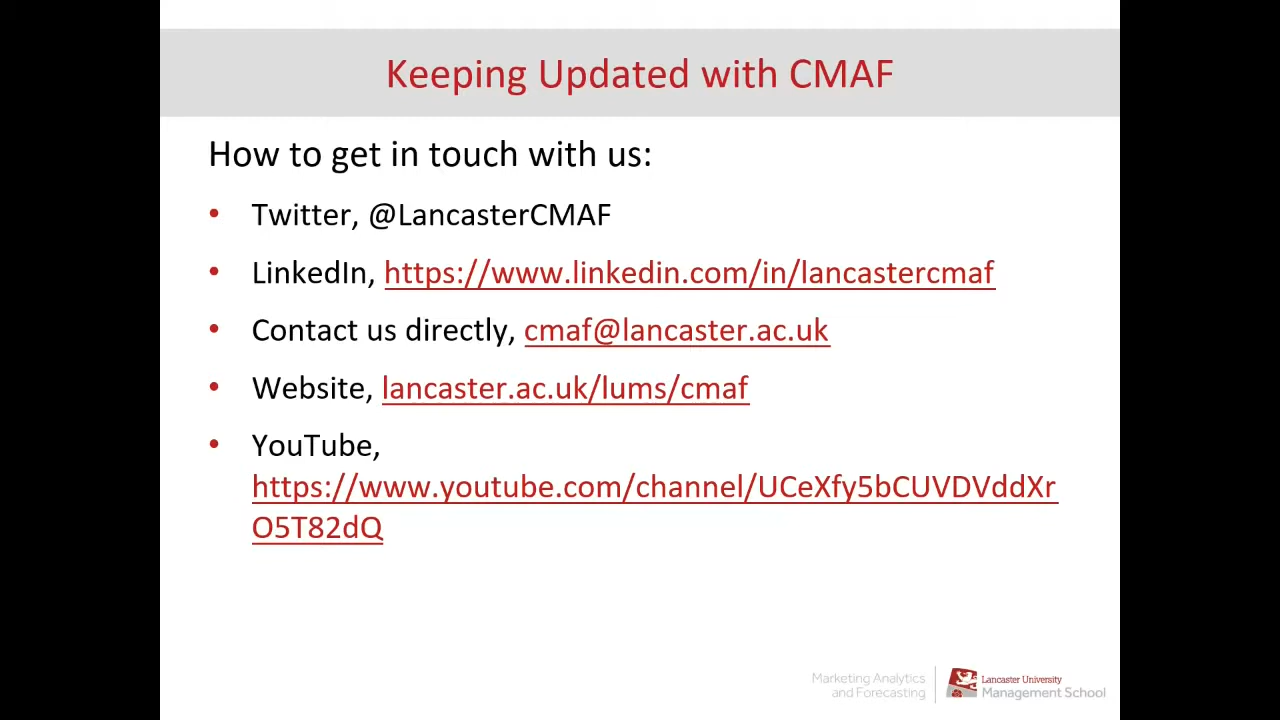 Keeping Updated with CMAF
How to get in touch with us:
• Twitter, @LancasterCMAF
• LinkedIn, https://www.linkedin.com/in/lancastercmaf
• Contact us directly, cmaf@lancaster.ac.uk
• Website, lancaster.ac.uk/lums/cmaf
• YouTube,
https://www.youtube.com/channel/UCeXfy5bCUVDVddXr
O5T82dQ
Marketing Analytics
and Forecasting
Lancaster University
Management School